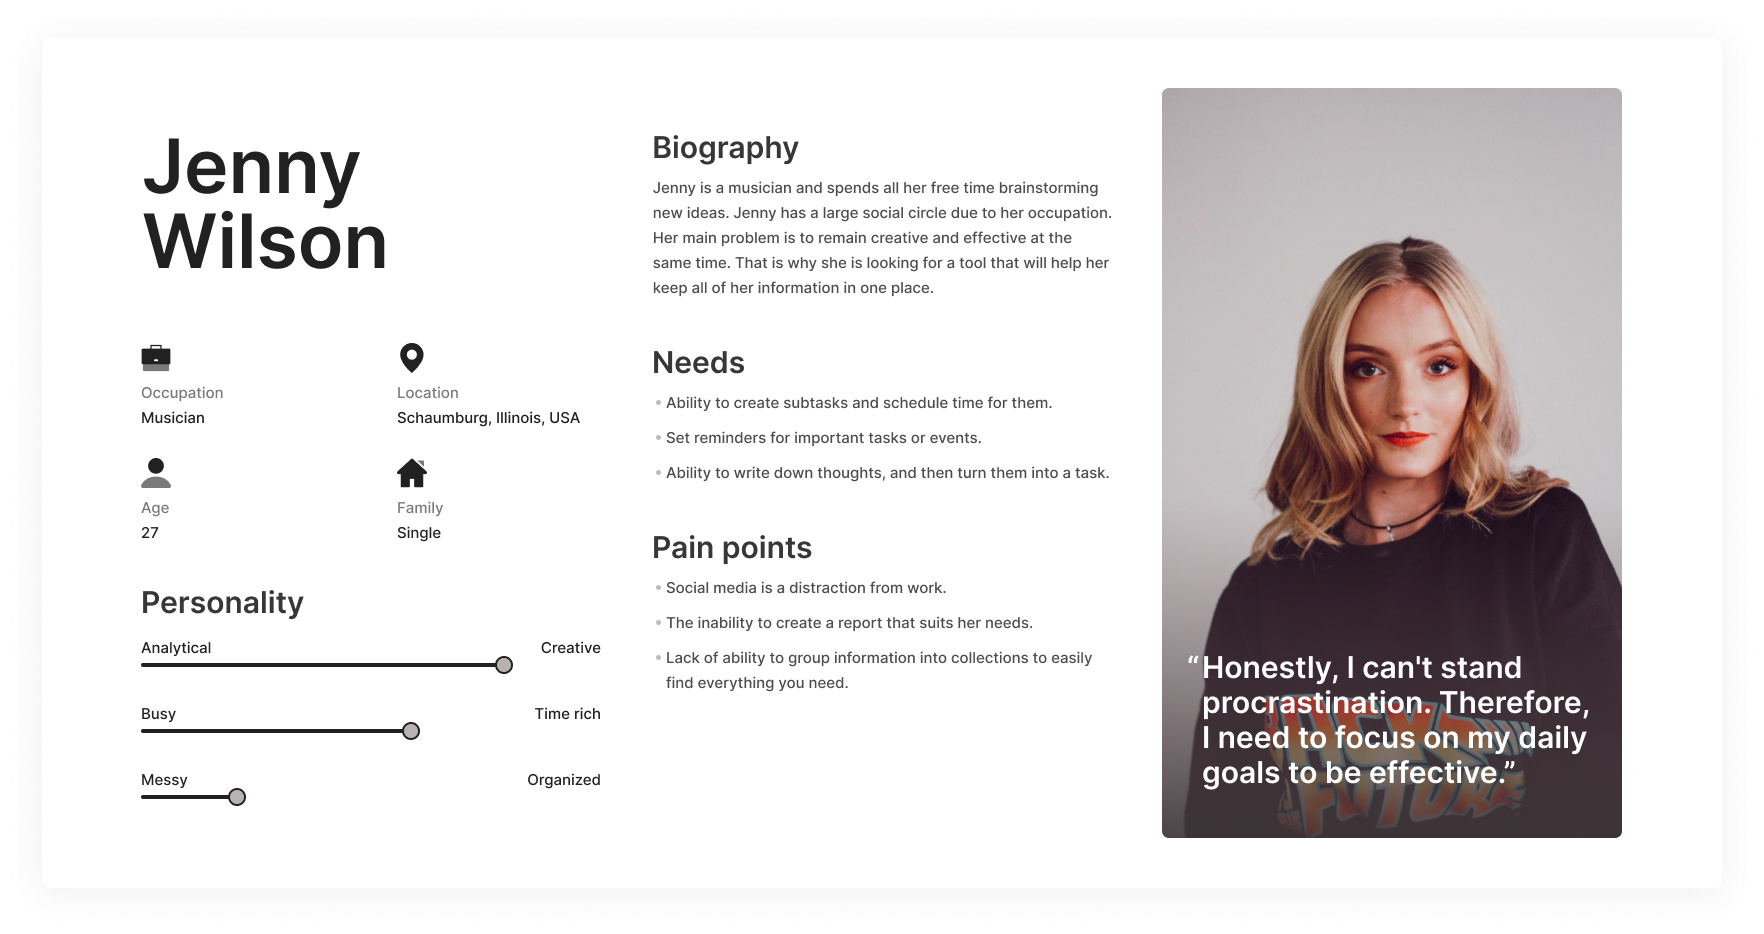 Jenny
Wilson
Occupation
Musician
Location
Schaumburg, Illinois, USA
Age
27
Family
Single
Personality
Analytical Creative
Busy Time rich
Messy Organized
Biography
Jenny is a musician and spends all her free time brainstorming
new ideas. Jenny has a large social circle due to her occupation.
Her main problem is to remain creative and effective at the
same time. That is why she is looking for a tool that will help her
keep all of her information in one place.
Needs
• Ability to create subtasks and schedule time for them.
• Set reminders for important tasks or events.
• Ability to write down thoughts, and then turn them into a task.
Pain points
• Social media is a distraction from work.
• The inability to create a report that suits her needs.
• Lack of ability to group information into collections to easily
find everything you need.
“Honestly, I can't stand
procrastination. Therefore,
I need to focus on my daily
goals to be effective.”
FUTURE